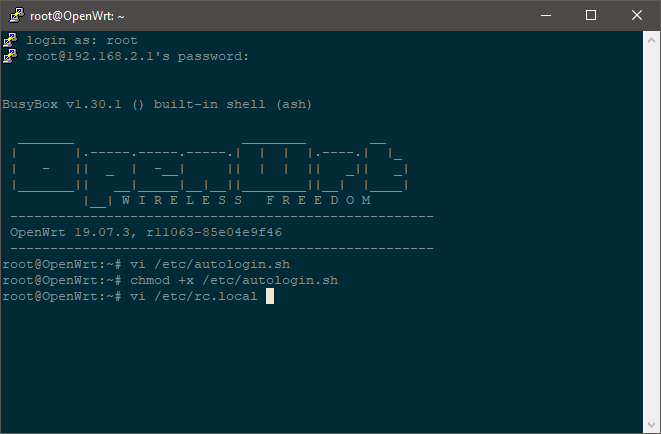 root@OpenWrt: ~
login as: root
root@192.168.2.1's password:
BusyBox v1.30.1 () built-in shell (ash)
OpenWrt
W I R E L E S S   F R E E D O M
-----------------------------------------------------
OpenWrt 19.07.3, r11063-85e04e9f46
-----------------------------------------------------
root@OpenWrt:~# vi /etc/autologin.sh
root@OpenWrt:~# chmod +x /etc/autologin.sh
root@OpenWrt:~# vi /etc/rc.local